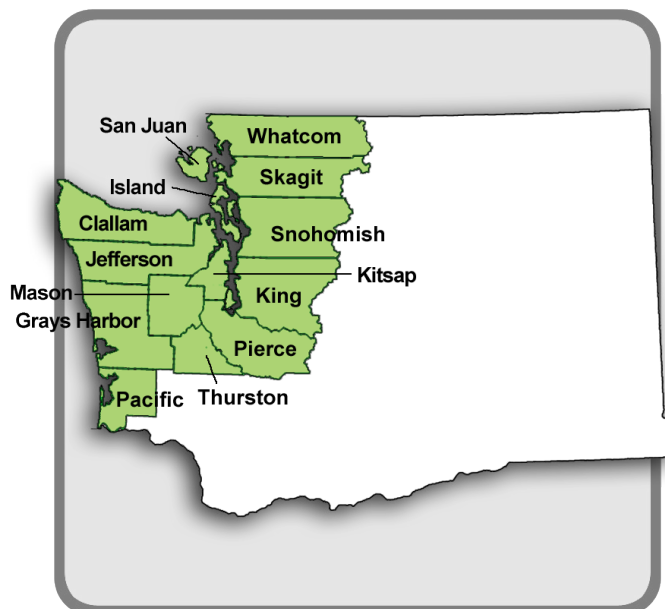 San Juan
Whatcom
Island
Skagit
Clallam
Snohomish
Jefferson
Kitsap
Mason
King
Grays Harbor
Pierce
Pacific
Thurston